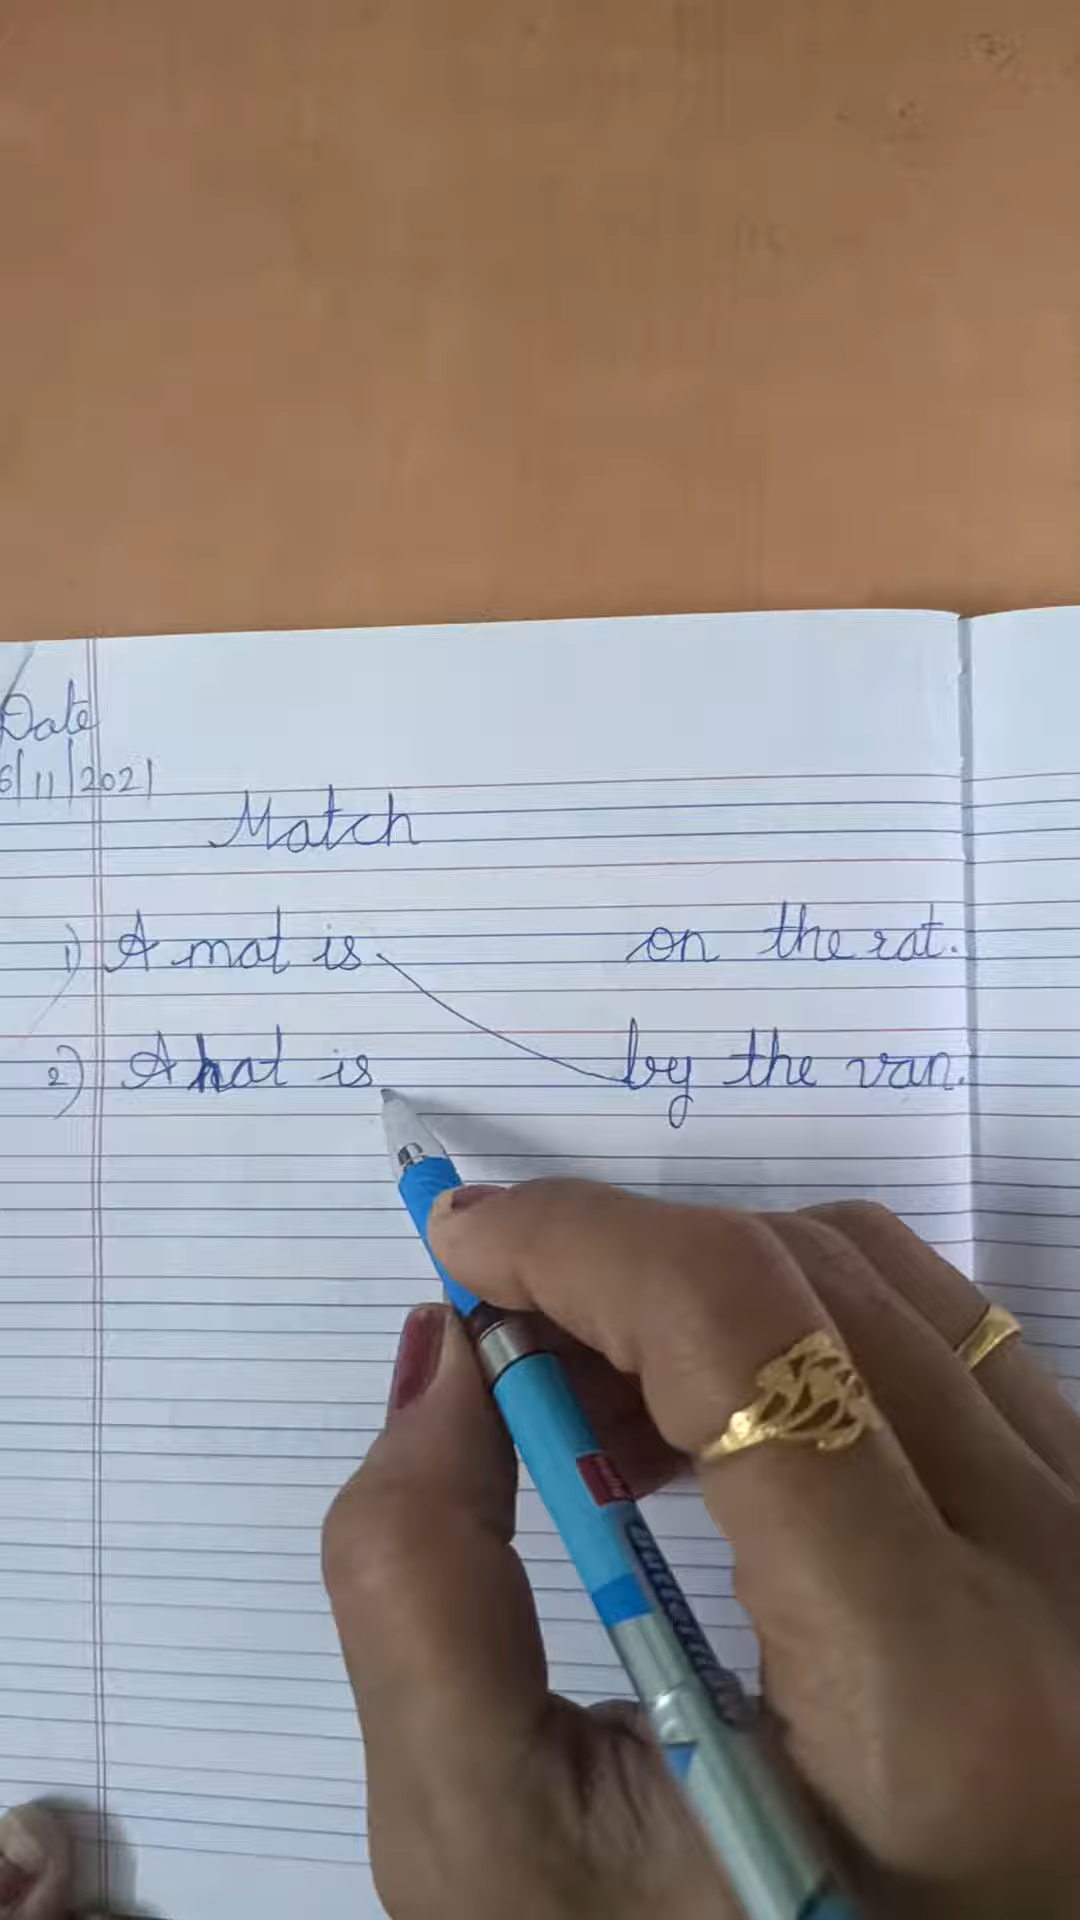 Date
6/11/2021
Match
1) A mat is on the rat.
2) A hat is by the van.